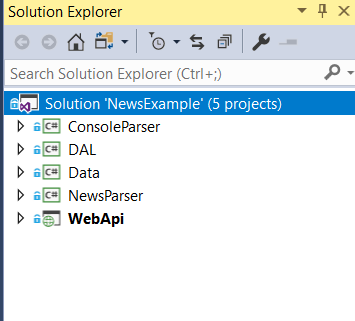 Solution Explorer
Search Solution Explorer (Ctrl+;)
Solution 'NewsExample' (5 projects)
C# ConsoleParser
C# DAL
C# Data
C# NewsParser
WebApi